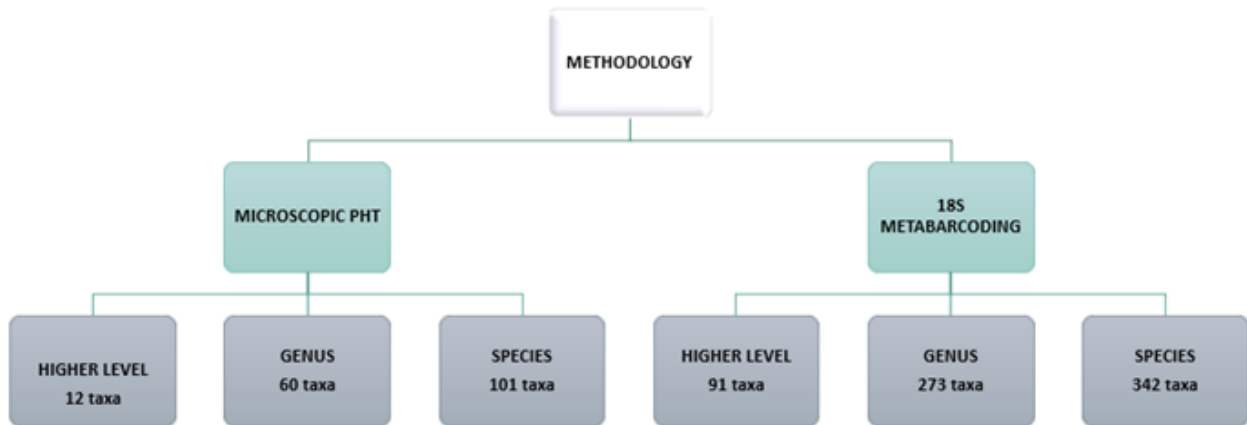 METHODOLOGY
MICROSCOPIC PHT
18S
METABARCODING
HIGHER LEVEL
12 taxa
GENUS
60 taxa
SPECIES
101 taxa
HIGHER LEVEL
91 taxa
GENUS
273 taxa
SPECIES
342 taxa